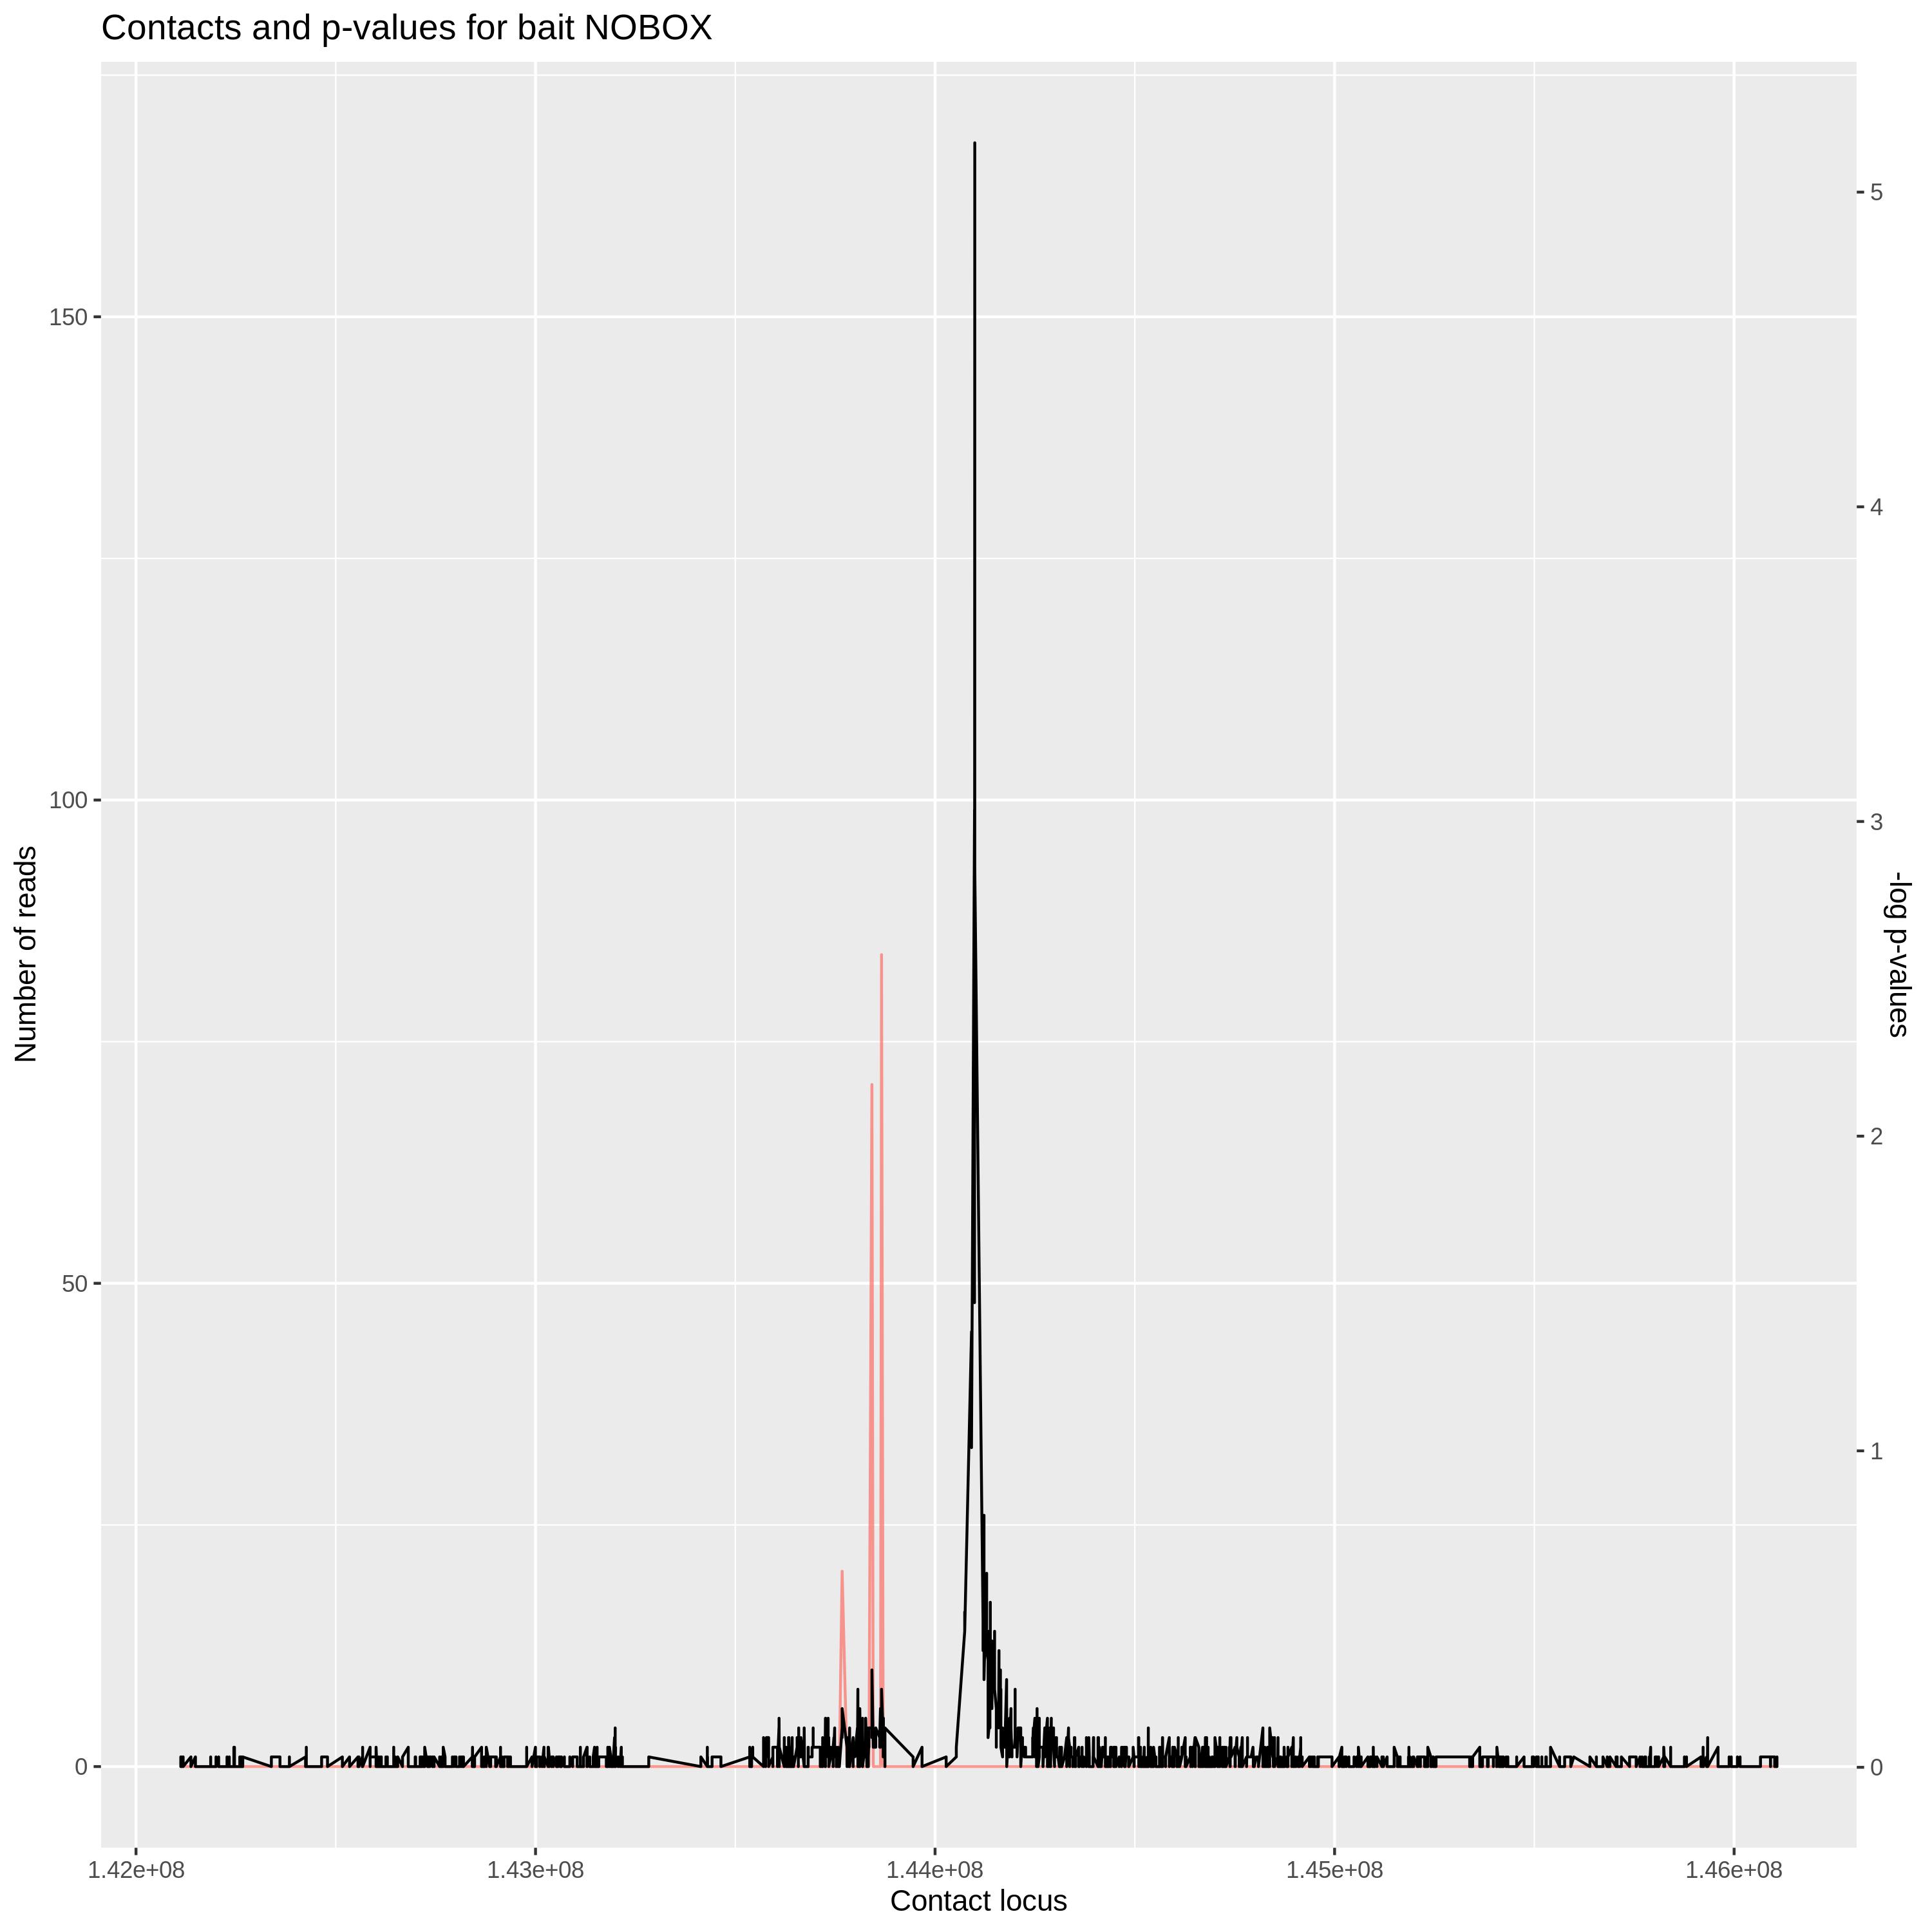 Contacts and p-values for bait NOBOX
150
100
50
0
Number of reads
5
4
3
2
1
0
-log p-values
1.42e+08
1.43e+08
1.44e+08
1.45e+08
1.46e+08
Contact locus